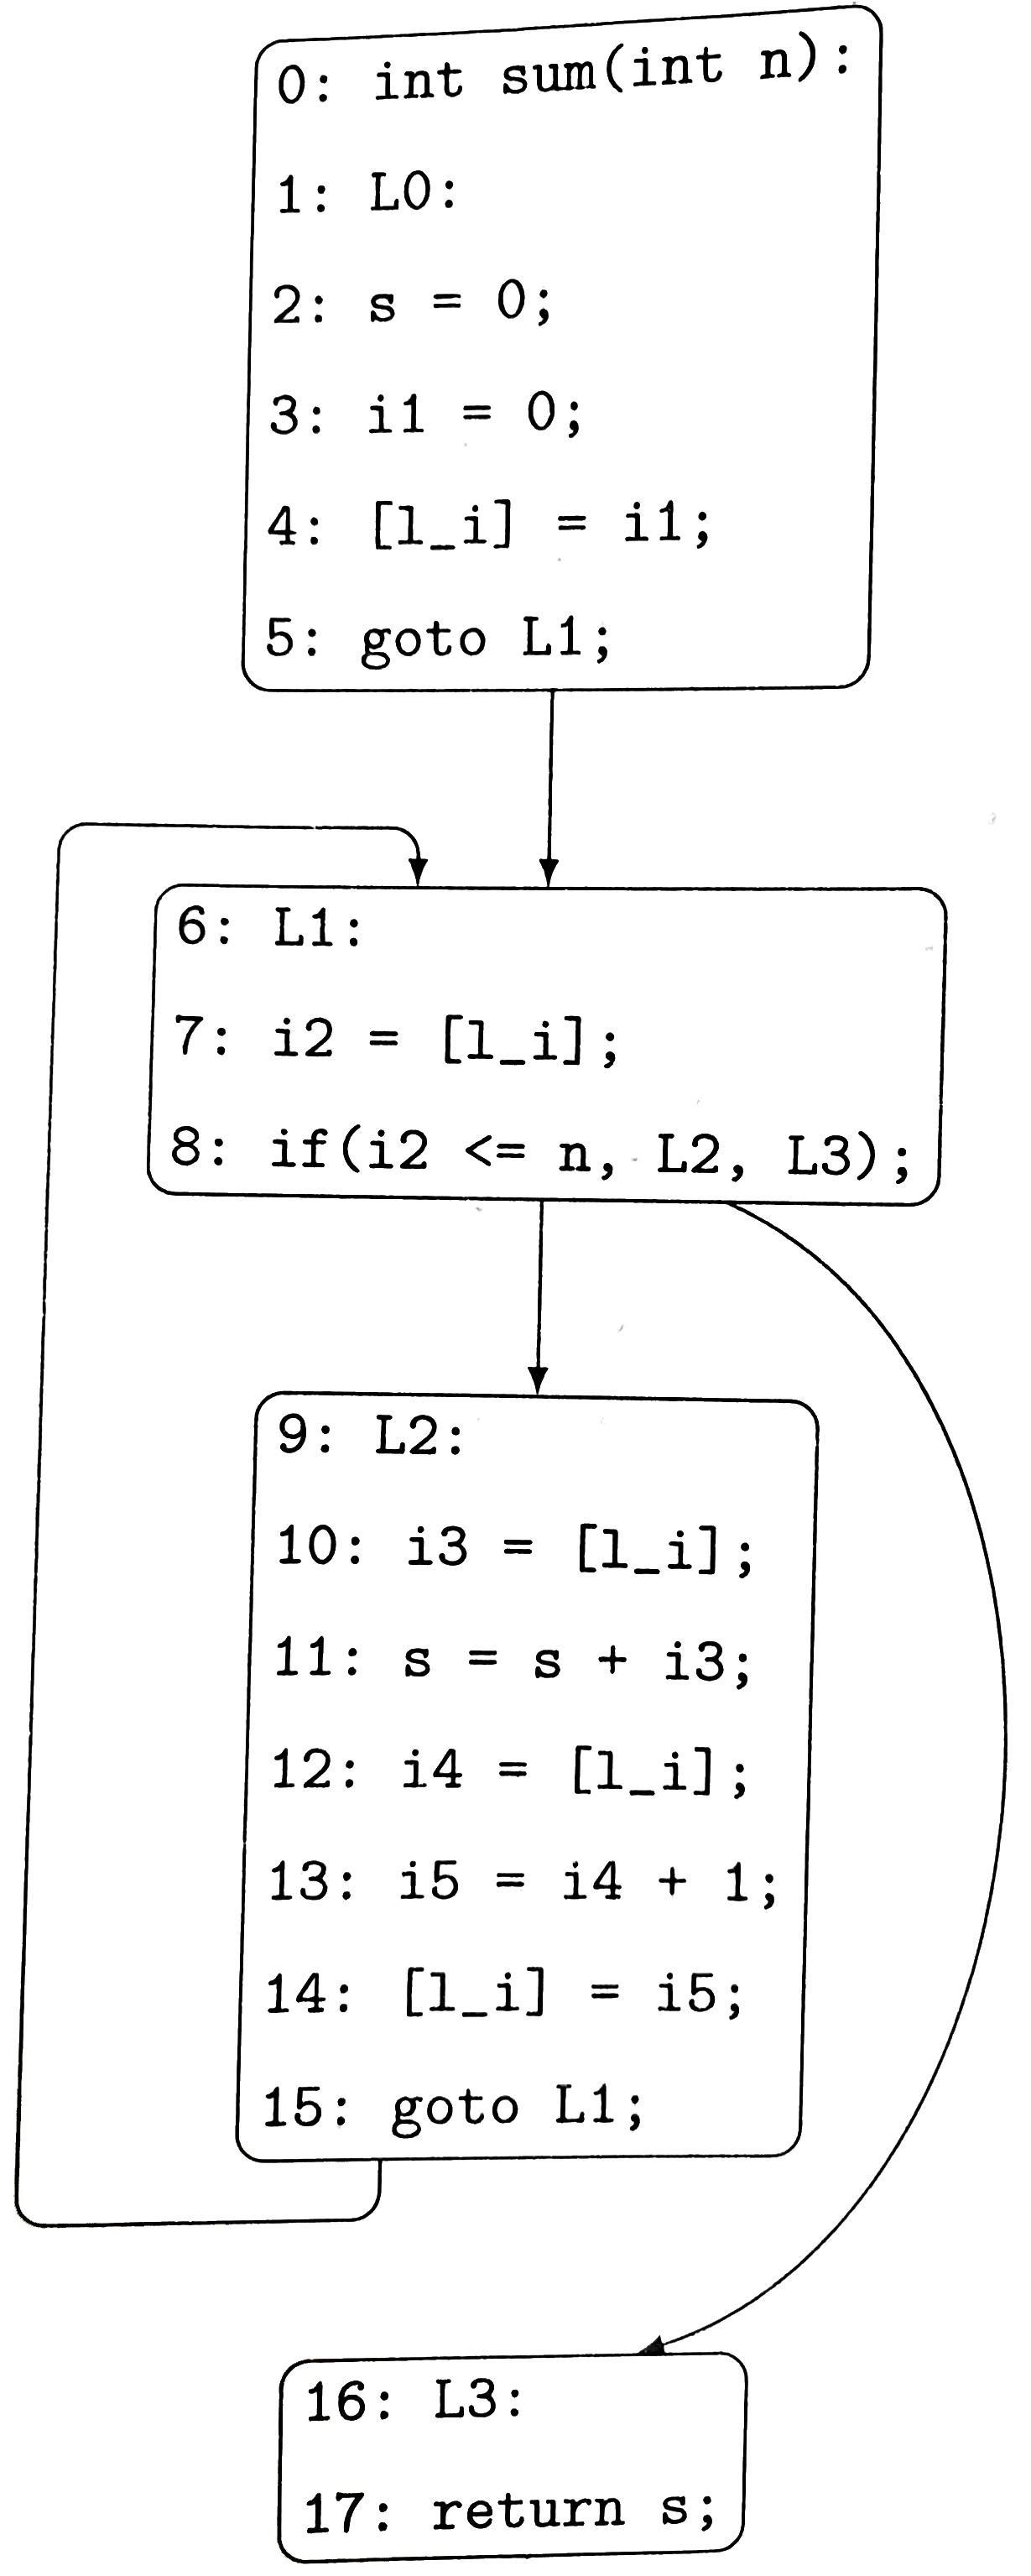 0: int sum(int n):
1: L0:
2: s = 0;
3: i1 = 0;
4: [l_i] = i1;
5: goto L1;
6: L1:
7: i2 = [l_i];
8: if(i2 <= n, L2, L3);
9: L2:
10: i3 = [l_i];
11: s = s + i3;
12: i4 = [l_i];
13: i5 = i4 + 1;
14: [l_i] = i5;
15: goto L1;
16: L3:
17: return s;